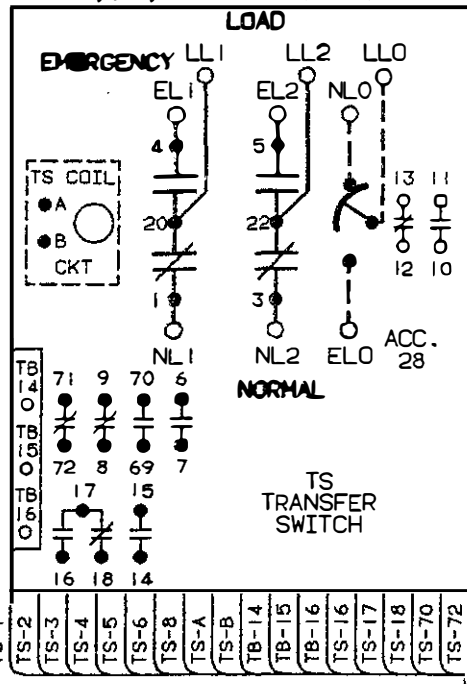 LOAD
EMERGENCY
LL1 LL2 LL0
EL1 EL2 NL0
4 5
TS COIL
A
B
CKT
20 22
13 11
12 10
1 3
NL1 NL2 EL0
ACC.
28
NORMAL
TB
14
TB
15
TB
16
71 9 70 6
72 8 69 7
17 15
16 18 14
TS
TRANSFER
SWITCH
TS-2
TS-3
TS-4
TS-5
TS-6
TS-8
TS-A
TS-B
TB-14
TB-15
TB-16
TS-16
TS-17
TS-18
TS-70
TS-72